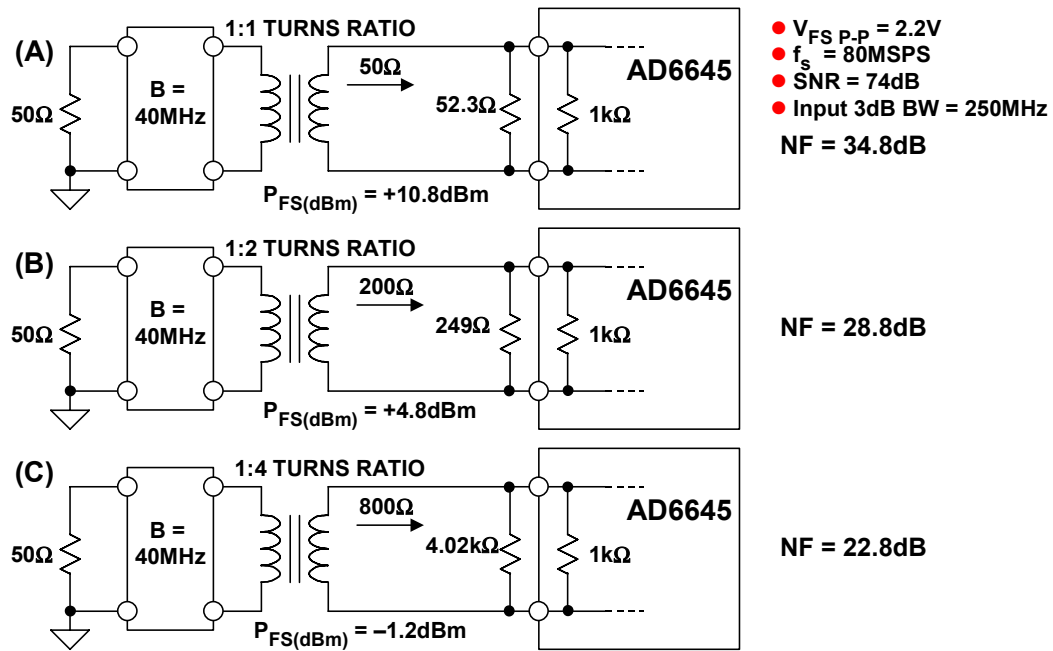 (A)
1:1 TURNS RATIO
50Ω
B =
40MHz
50Ω
52.3Ω
1kΩ
AD6645
P_FS(dBm) = +10.8dBm
● V_FS P-P = 2.2V
● f_s = 80MSPS
● SNR = 74dB
● Input 3dB BW = 250MHz
NF = 34.8dB
(B)
1:2 TURNS RATIO
50Ω
B =
40MHz
200Ω
249Ω
1kΩ
AD6645
P_FS(dBm) = +4.8dBm
NF = 28.8dB
(C)
1:4 TURNS RATIO
50Ω
B =
40MHz
800Ω
4.02kΩ
1kΩ
AD6645
P_FS(dBm) = –1.2dBm
NF = 22.8dB